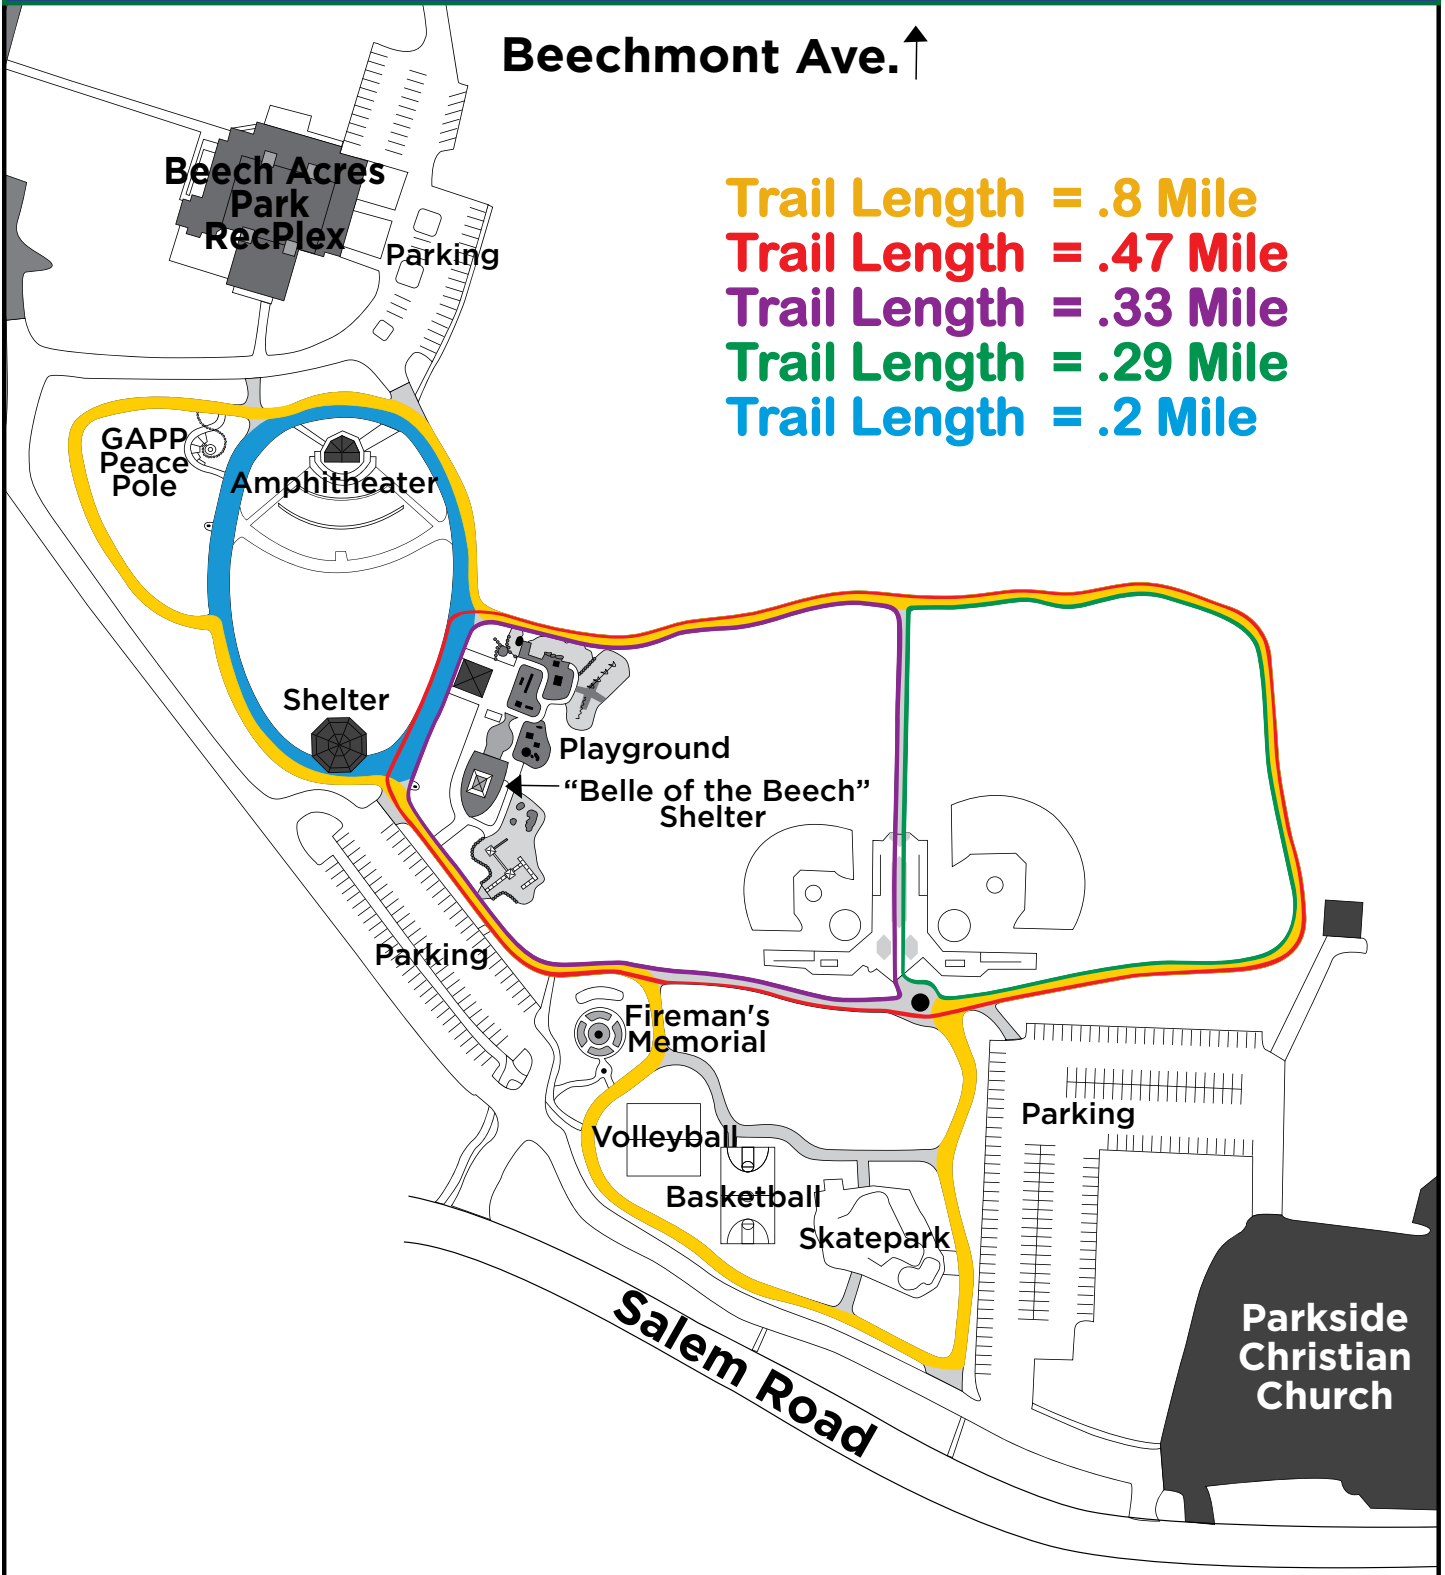 Beechmont Ave.
Beech Acres
Park
RecPlex
Parking
Trail Length = .8 Mile
Trail Length = .47 Mile
Trail Length = .33 Mile
Trail Length = .29 Mile
Trail Length = .2 Mile
GAPP
Peace
Pole
Amphitheater
Shelter
Playground
“Belle of the Beech”
Shelter
Parking
Fireman's
Memorial
Parking
Volleyball
Basketball
Skatepark
Salem Road
Parkside
Christian
Church